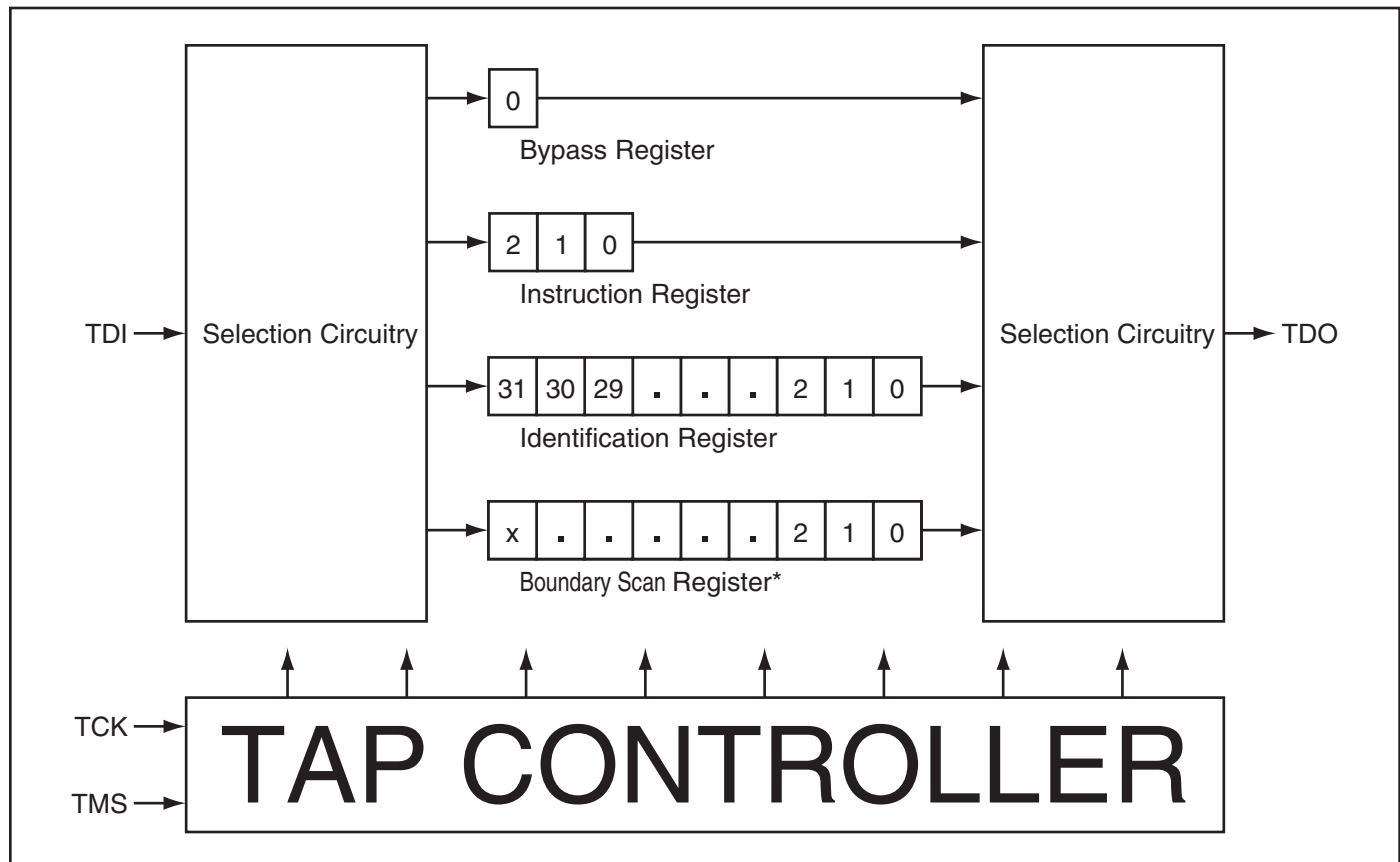 0
Bypass Register
2 1 0
Instruction Register
TDI Selection Circuitry Selection Circuitry TDO
31 30 29 . . . 2 1 0
Identification Register
x . . . . . 2 1 0
Boundary Scan Register*
TCK
TAP CONTROLLER
TMS